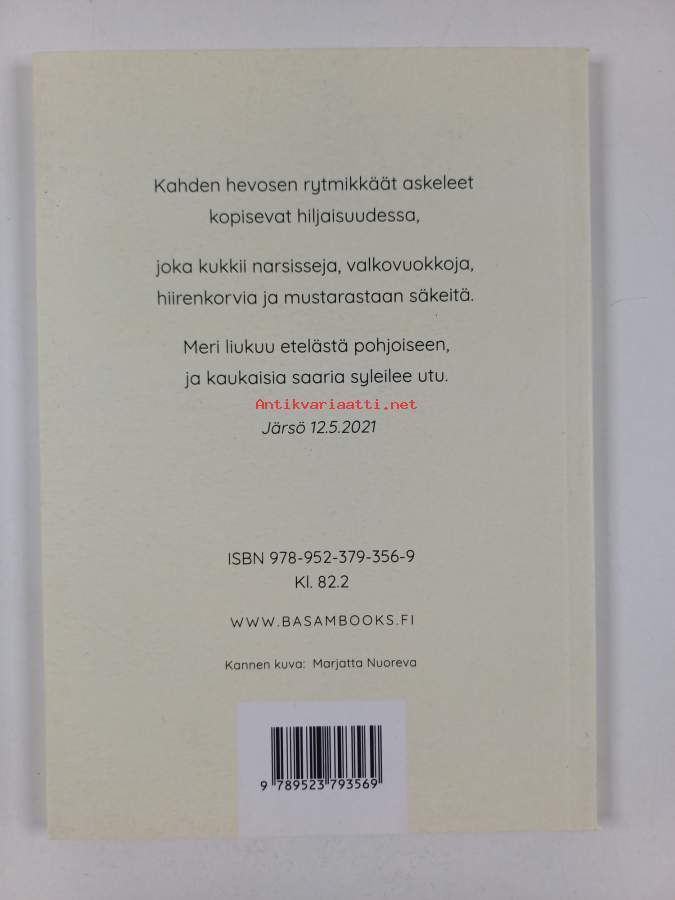 Kahden hevosen rytmikkäät askeleet
kopisevat hiljaisuudessa,
joka kukkii narsisseja, valkovuokkoja,
hiirenkorvia ja mustarastaan säkeitä.
Meri liukuu etelästä pohjoiseen,
ja kaukaisia saaria syleilee utu.
Antikvariaatti.net
Järsö 12.5.2021
ISBN 978-952-379-356-9
Kl. 82.2
WWW.BASAMBOOKS.FI
Kannen kuva: Marjatta Nuoreva
9 789523 793569